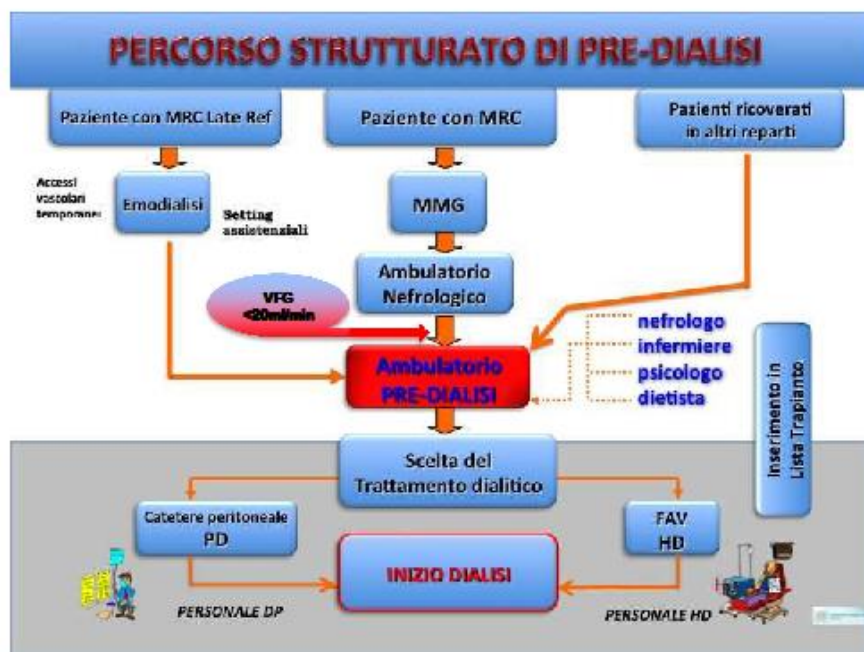 PERCORSO STRUTTURATO DI PRE-DIALISI
Paziente con MRC Late Ref
Paziente con MRC
Pazienti ricoverati
in altri reparti
Accessi
vascolari
temporanei
Emodialisi
Setting
assistenziali
MMG
Ambulatorio
Nefrologico
VFG
<20ml/min
Ambulatorio
PRE-DIALISI
nefrologo
infermiere
psicologo
dietista
Inserimento in
Lista Trapianto
Scelta del
Trattamento dialitico
Catetere peritoneale
PD
FAV
HD
INIZIO DIALISI
PERSONALE DP
PERSONALE HD